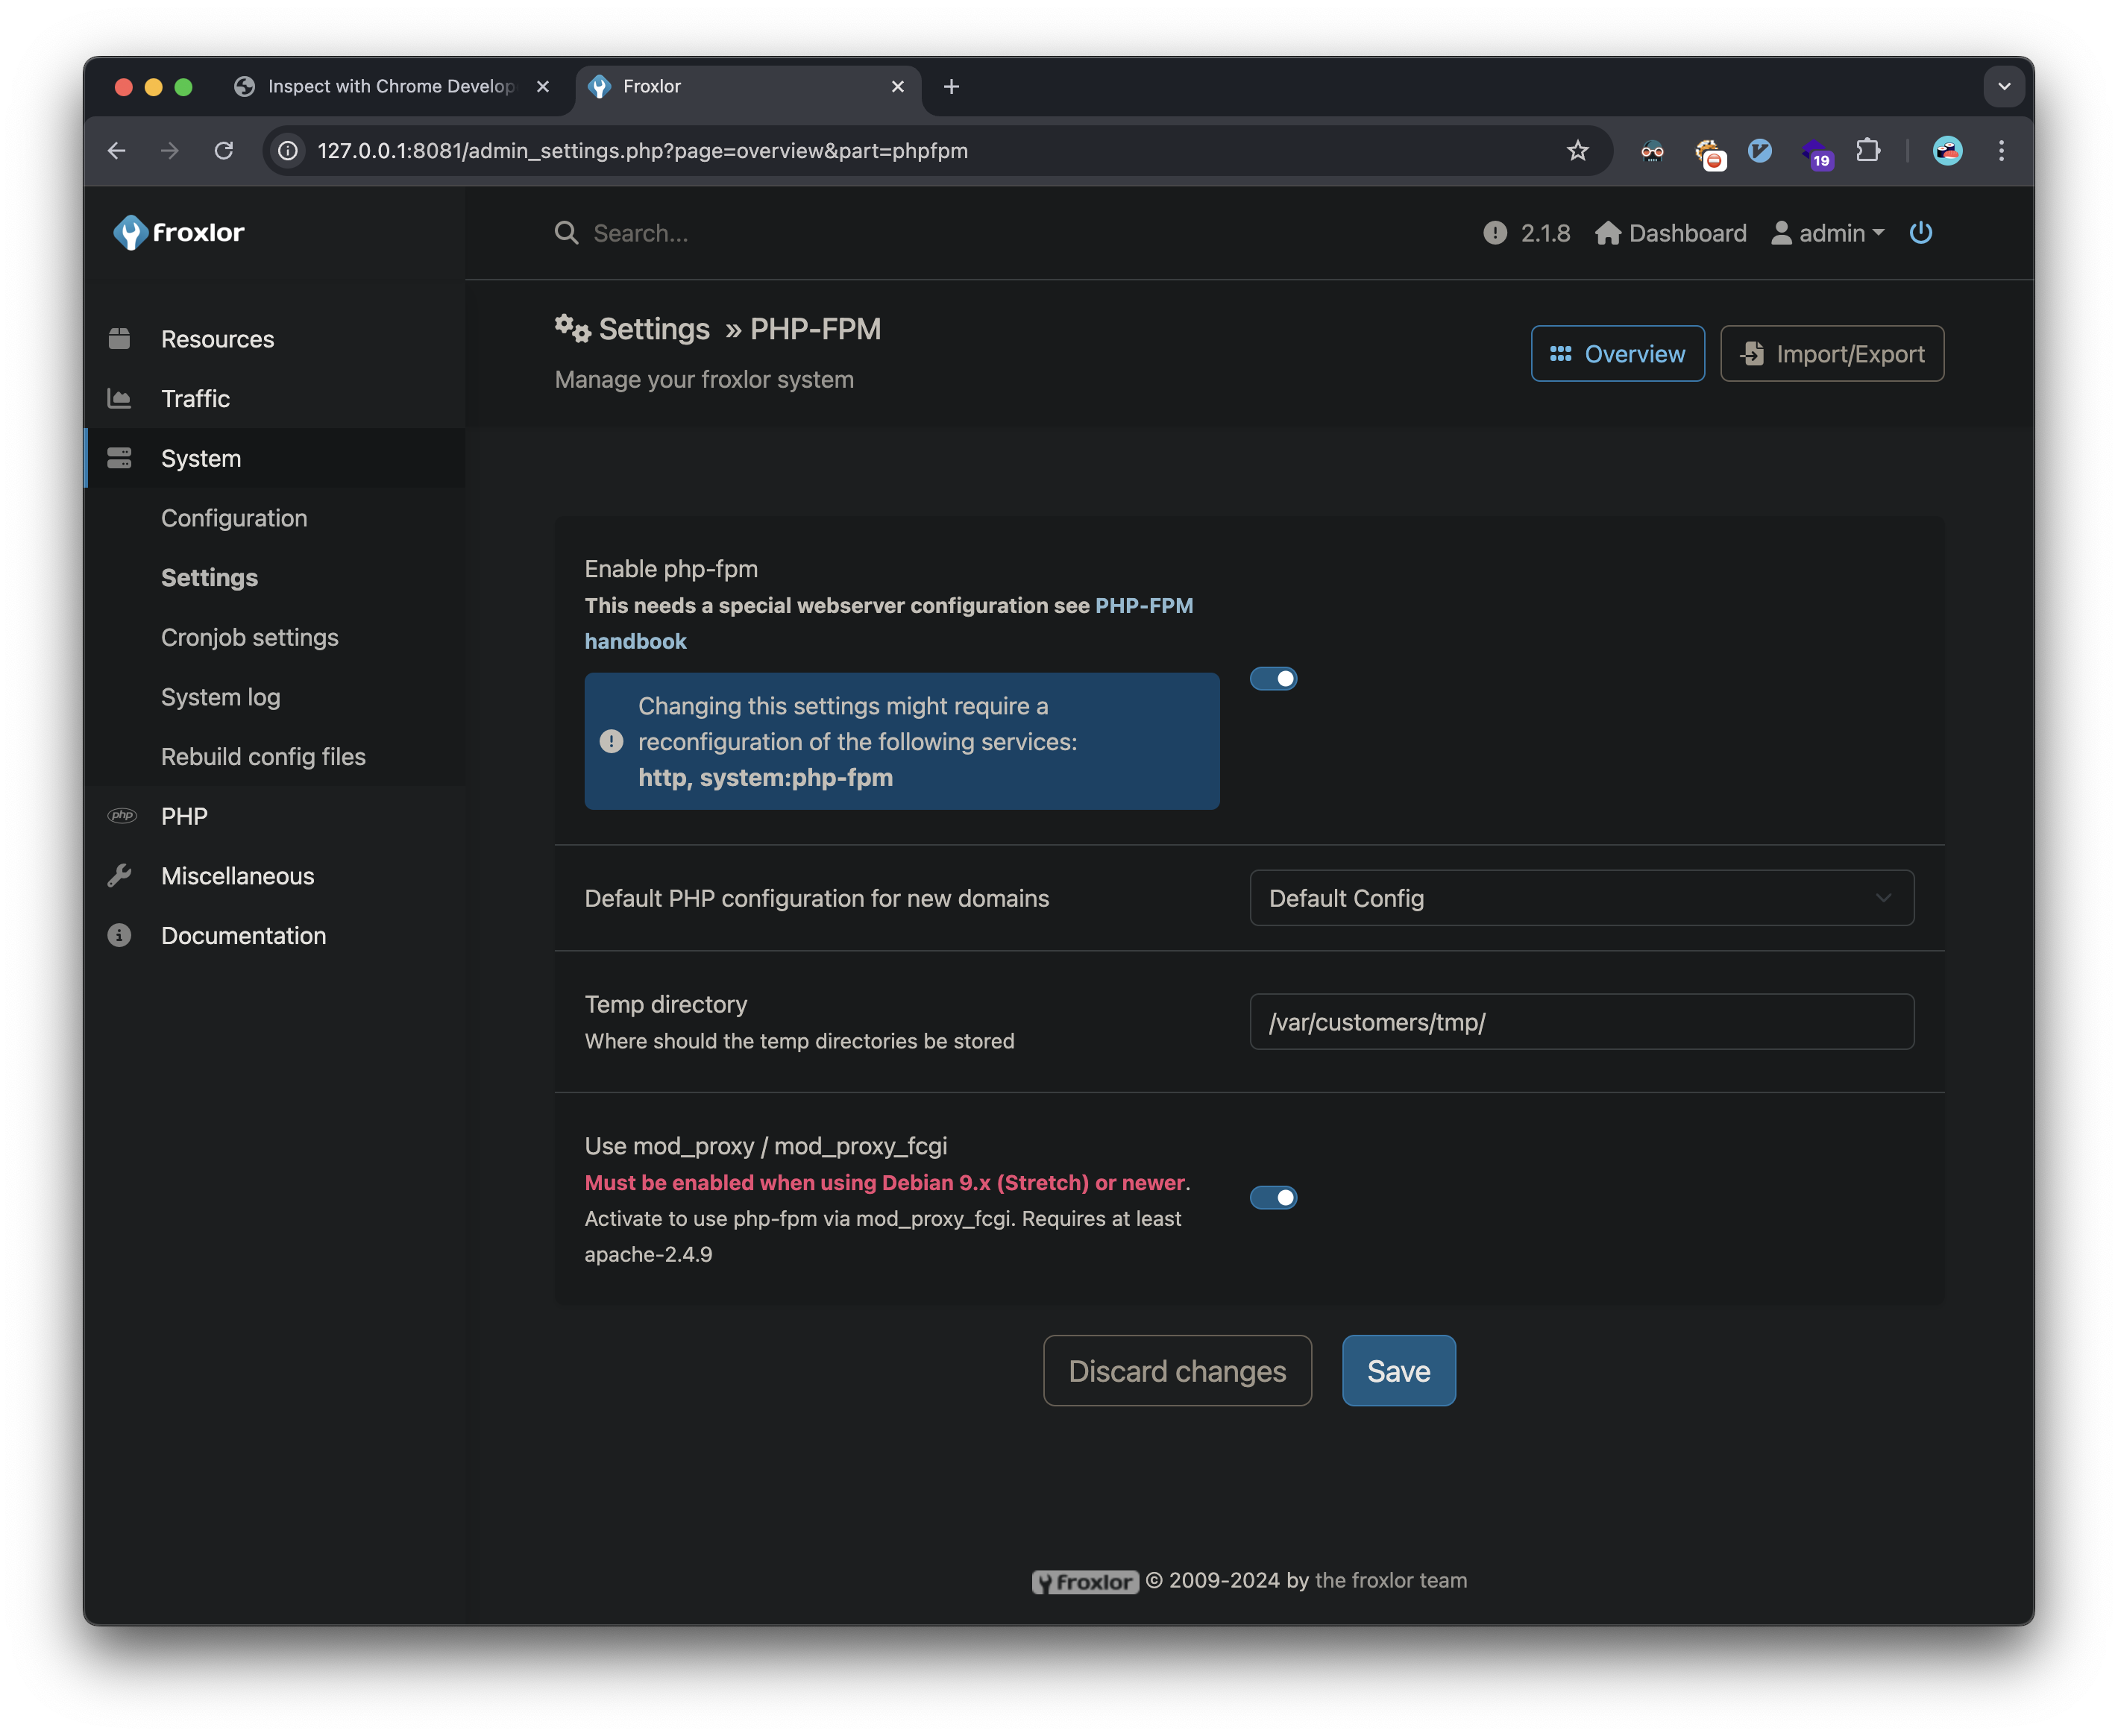 Inspect with Chrome Develop
Froxlor
127.0.0.1:8081/admin_settings.php?page=overview&part=phpfpm
19
froxlor
Search...
2.1.8
Dashboard
admin
Resources
Traffic
System
Configuration
Settings
Cronjob settings
System log
Rebuild config files
php
PHP
Miscellaneous
Documentation
Settings » PHP-FPM
Manage your froxlor system
Overview
Import/Export
Enable php-fpm
This needs a special webserver configuration see PHP-FPM
handbook
Changing this settings might require a
reconfiguration of the following services:
http, system:php-fpm
Default PHP configuration for new domains
Default Config
Temp directory
Where should the temp directories be stored
/var/customers/tmp/
Use mod_proxy / mod_proxy_fcgi
Must be enabled when using Debian 9.x (Stretch) or newer.
Activate to use php-fpm via mod_proxy_fcgi. Requires at least
apache-2.4.9
Discard changes
Save
froxlor © 2009-2024 by the froxlor team